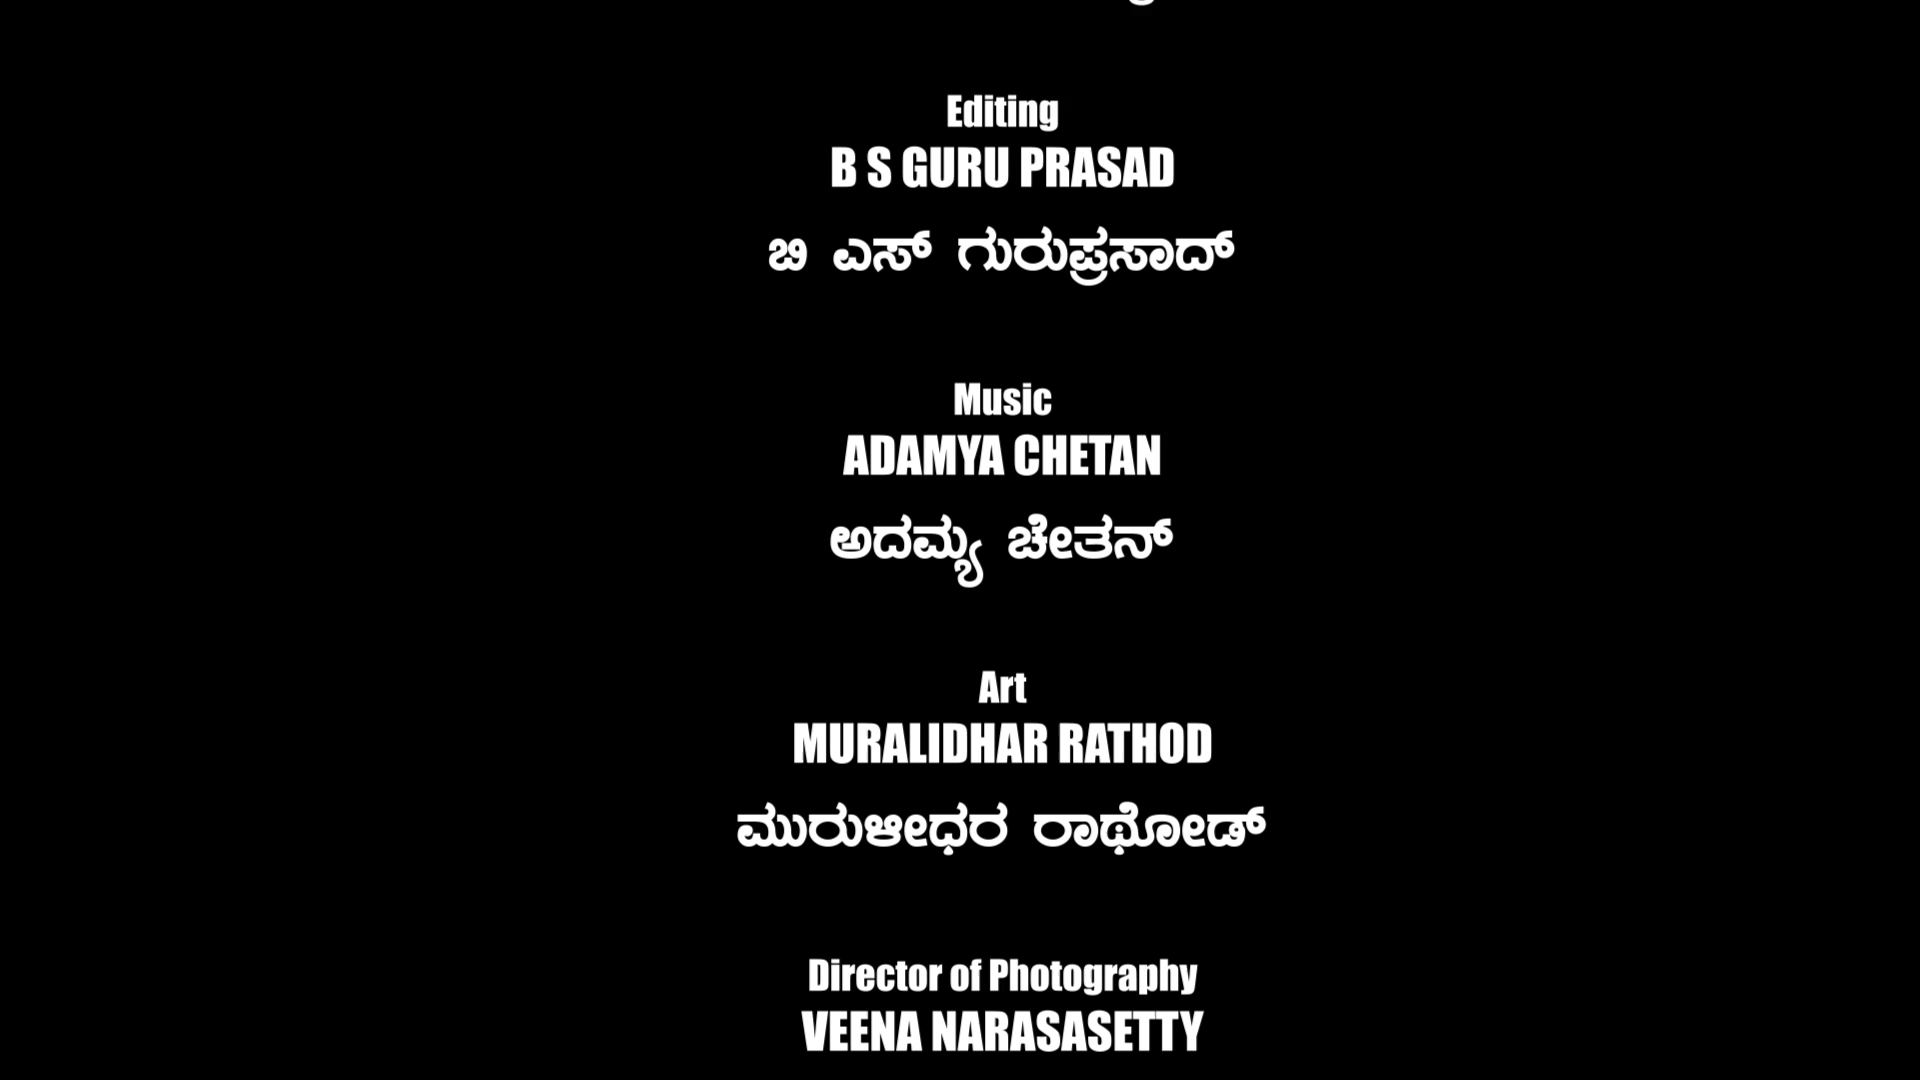 Editing
B S GURU PRASAD
ಬಿ ಎಸ್ ಗುರುಪ್ರಸಾದ್
Music
ADAMYA CHETAN
ಅದಮ್ಯ ಚೇತನ್
Art
MURALIDHAR RATHOD
ಮುರುಳೀಧರ ರಾಥೋಡ್
Director of Photography
VEENA NARASASETTY